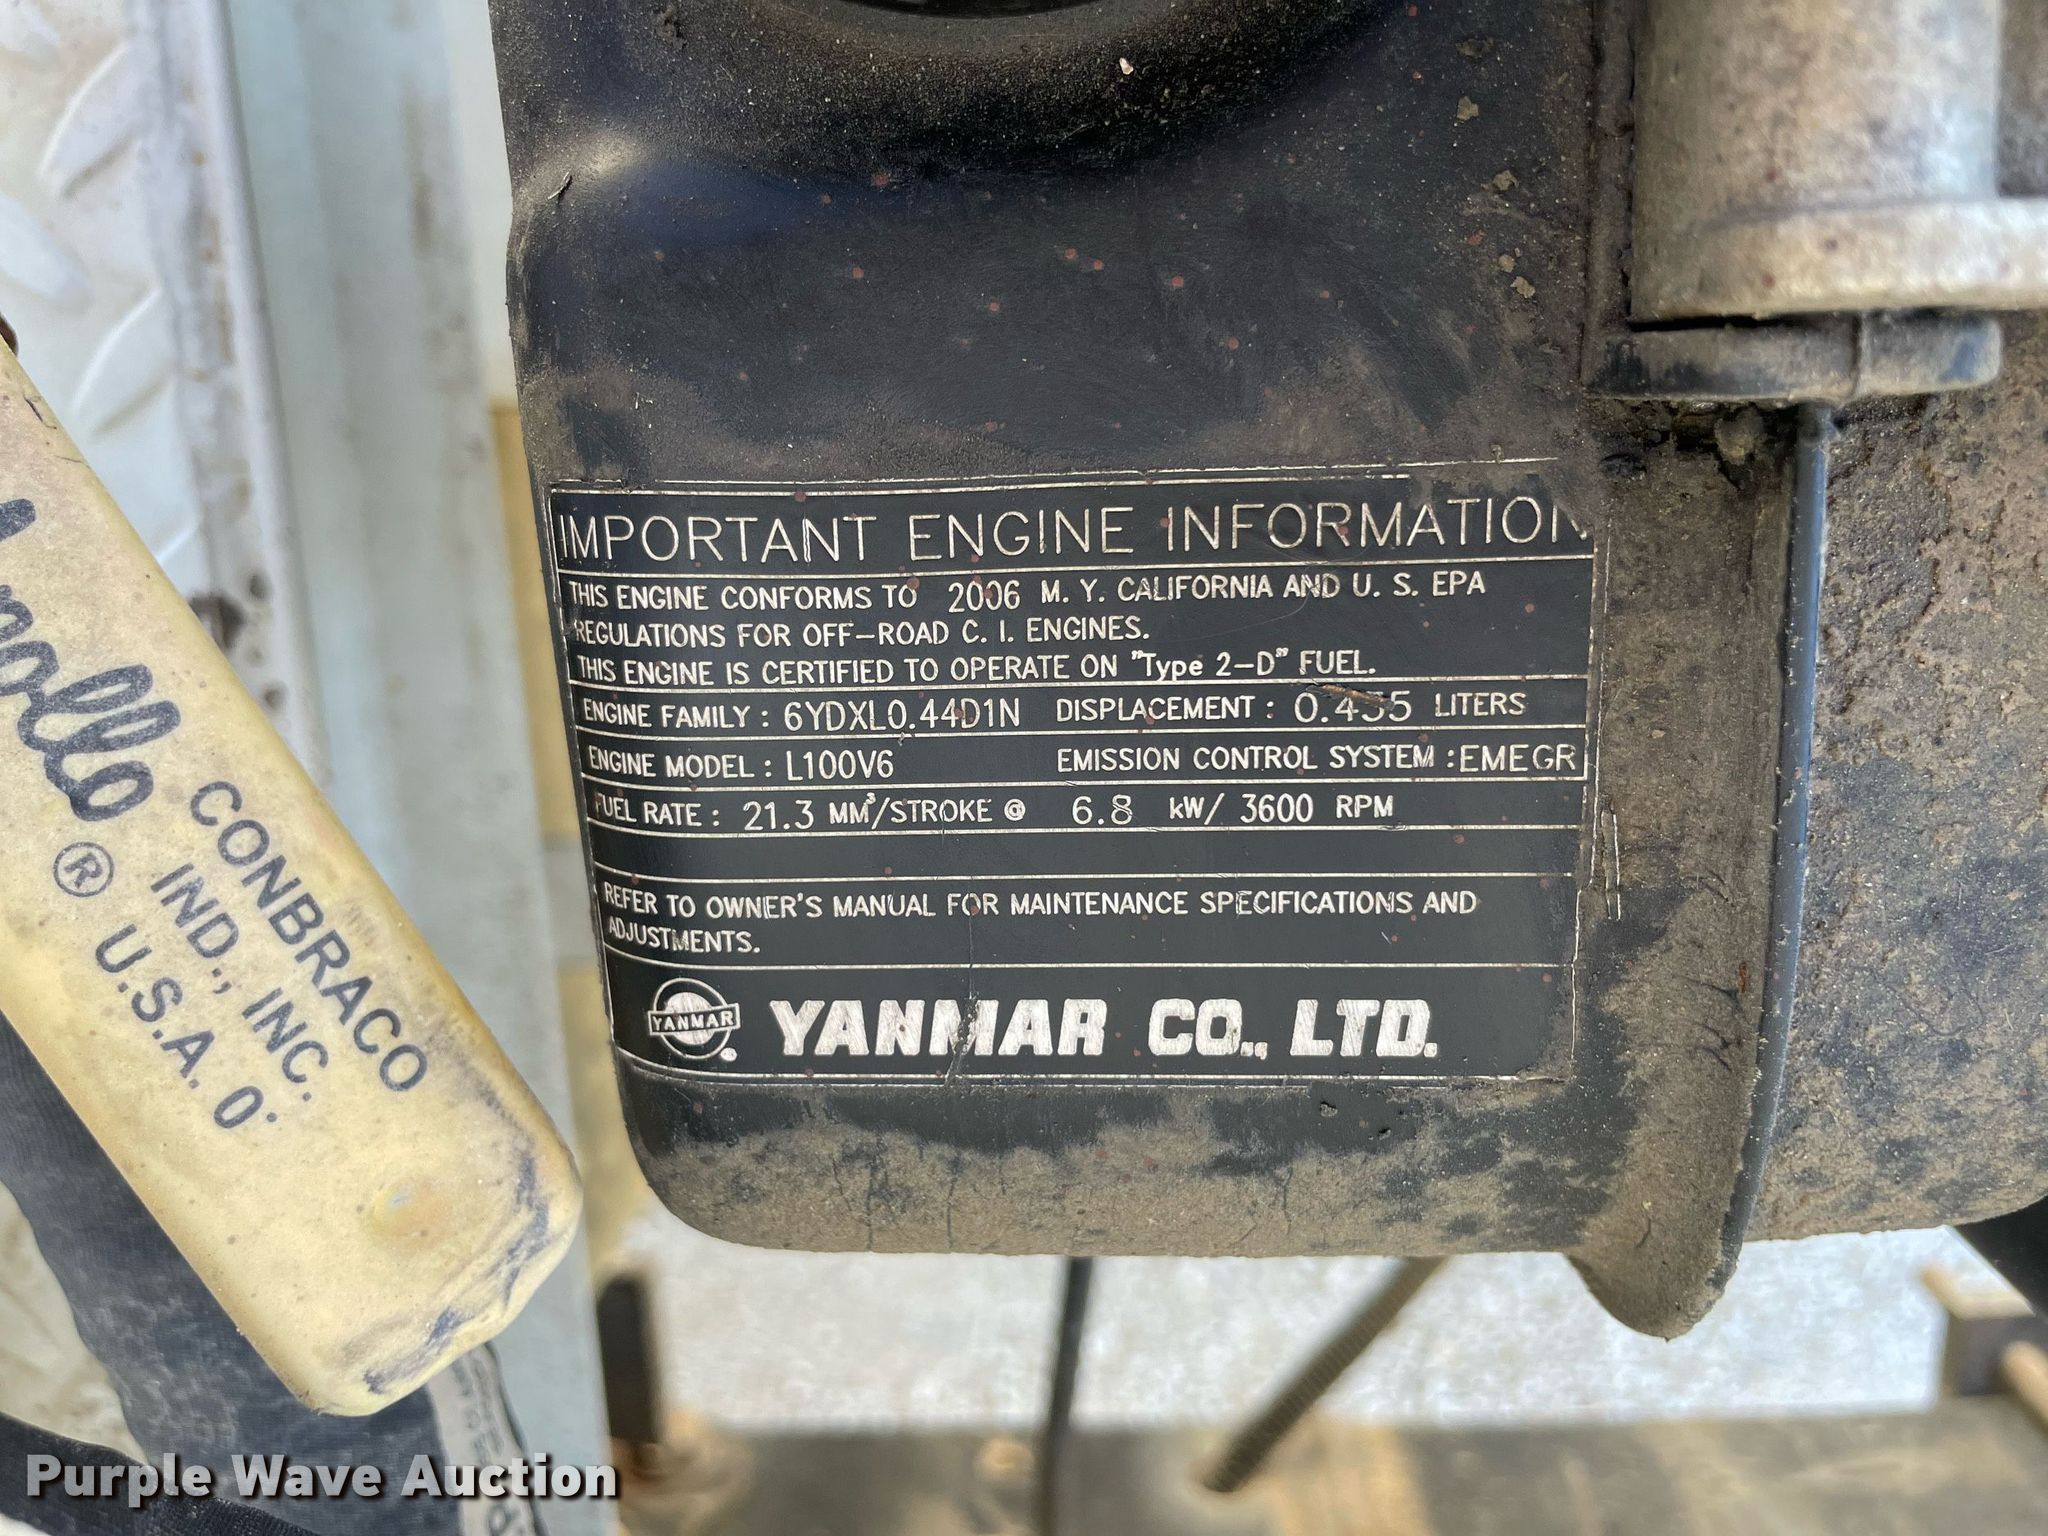 IMPORTANT ENGINE INFORMATION
THIS ENGINE CONFORMS TO 2006 M. Y. CALIFORNIA AND U. S. EPA
REGULATIONS FOR OFF-ROAD C. I. ENGINES.
THIS ENGINE IS CERTIFIED TO OPERATE ON "Type 2-D" FUEL.
ENGINE FAMILY : 6YDXL0.44D1N DISPLACEMENT : 0.435 LITERS
ENGINE MODEL : L100V6 EMISSION CONTROL SYSTEM : EMEGR
FUEL RATE : 21.3 MM³/STROKE @ 6.8 kW/ 3600 RPM
REFER TO OWNER'S MANUAL FOR MAINTENANCE SPECIFICATIONS AND
ADJUSTMENTS.
YANMAR
YANMAR CO., LTD.
Apollo ®
CONBRACO
IND., INC.
U.S.A. 0
Purple Wave Auction